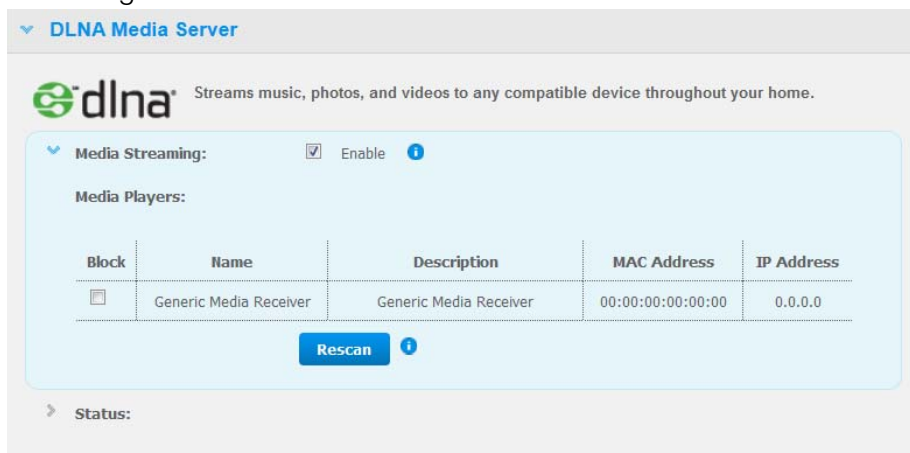 DLNA Media Server
dlna Streams music, photos, and videos to any compatible device throughout your home.
Media Streaming: Enable
Media Players:
Block Name Description MAC Address IP Address
Generic Media Receiver Generic Media Receiver 00:00:00:00:00:00 0.0.0.0
Rescan
Status: